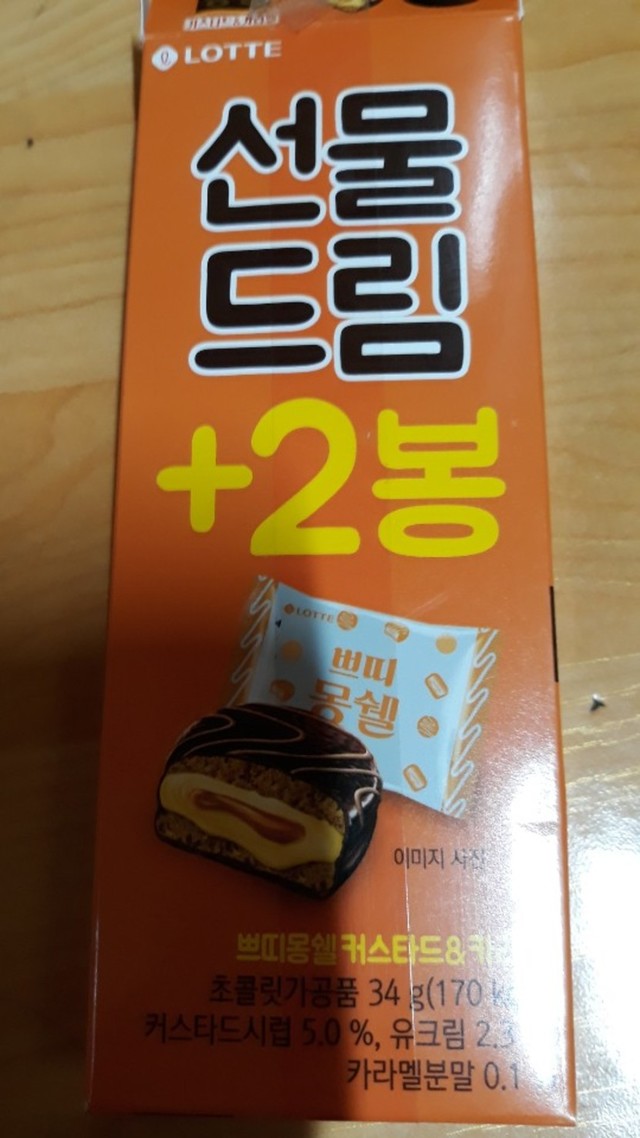 LOTTE
선물
드림
+2봉
LOTTE
쁘띠
몽쉘
이미지 사진
쁘띠몽쉘 커스타드&
초콜릿가공품 34 g(170
커스타드시럽 5.0 %, 유크림 2.3
카라멜분말 0.1